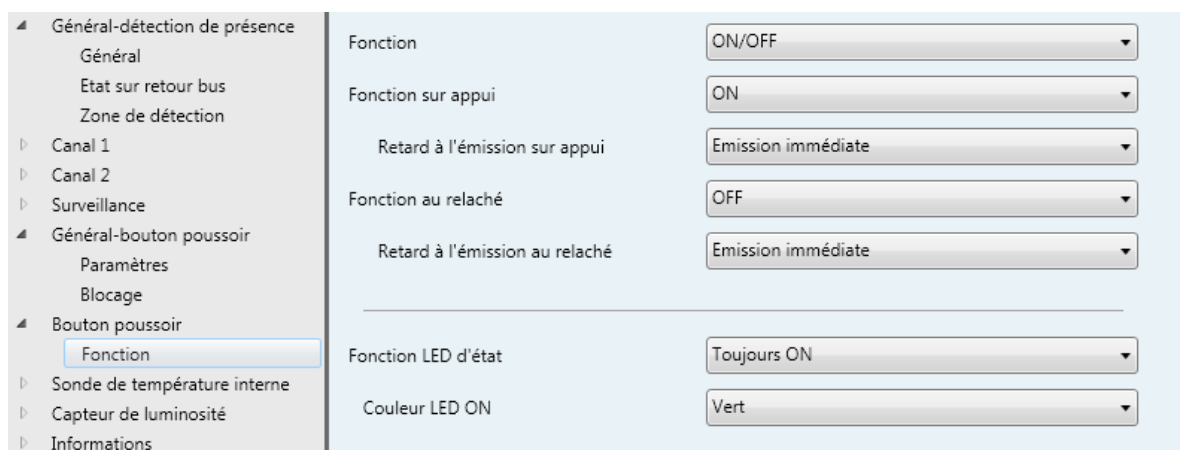 Général-détection de présence
Général
Etat sur retour bus
Zone de détection
Canal 1
Canal 2
Surveillance
Général-bouton poussoir
Paramètres
Blocage
Bouton poussoir
Fonction
Sonde de température interne
Capteur de luminosité
Informations
Fonction ON/OFF
Fonction sur appui ON
Retard à l'émission sur appui Emission immédiate
Fonction au relaché OFF
Retard à l'émission au relaché Emission immédiate
Fonction LED d'état Toujours ON
Couleur LED ON Vert